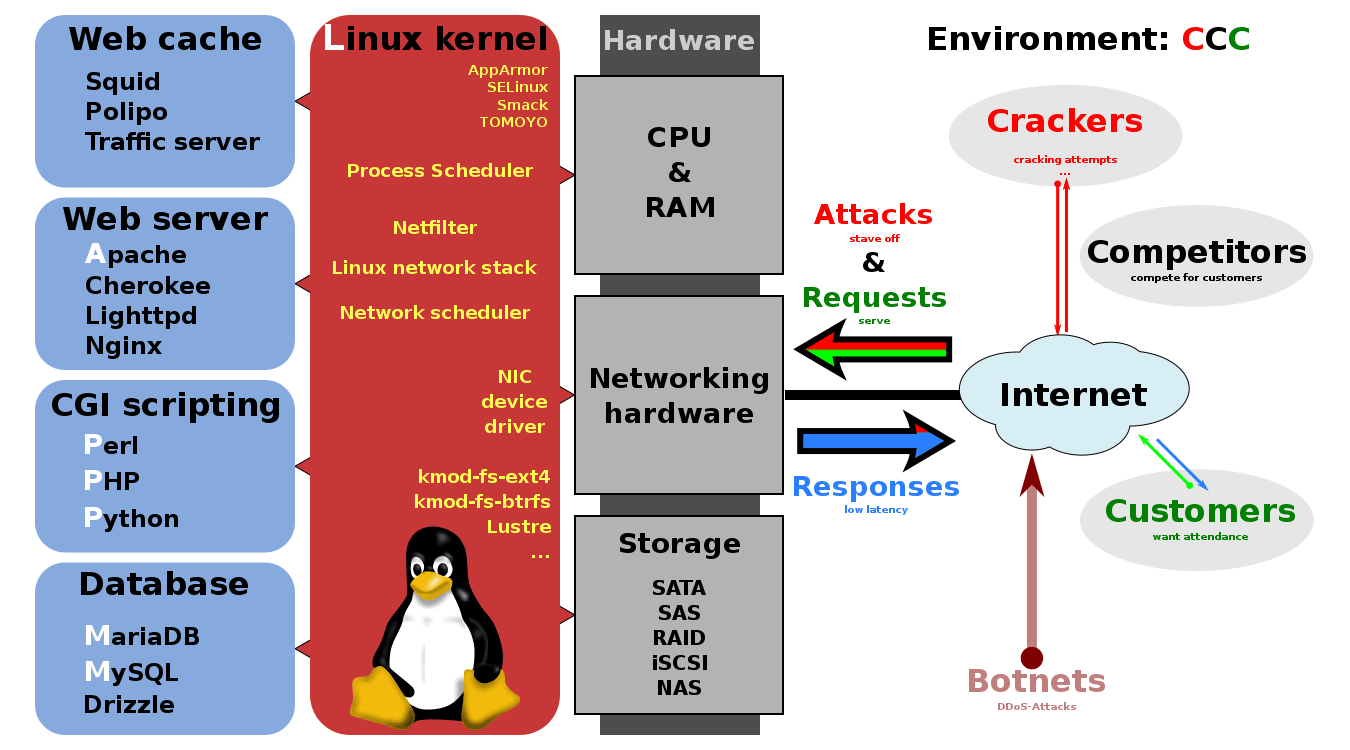 Web cache
Squid
Polipo
Traffic server
Web server
Apache
Cherokee
Lighttpd
Nginx
CGI scripting
Perl
PHP
Python
Database
MariaDB
MySQL
Drizzle
Linux kernel
AppArmor
SELinux
Smack
TOMOYO
Process Scheduler
Netfilter
Linux network stack
Network scheduler
NIC
device
driver
kmod-fs-ext4
kmod-fs-btrfs
Lustre
...
Hardware
CPU
&
RAM
Networking
hardware
Storage
SATA
SAS
RAID
iSCSI
NAS
Attacks
stave off
&
Requests
serve
Responses
low latency
Environment: CCC
Crackers
cracking attempts
...
Competitors
compete for customers
Internet
Customers
want attendance
Botnets
DDoS-Attacks